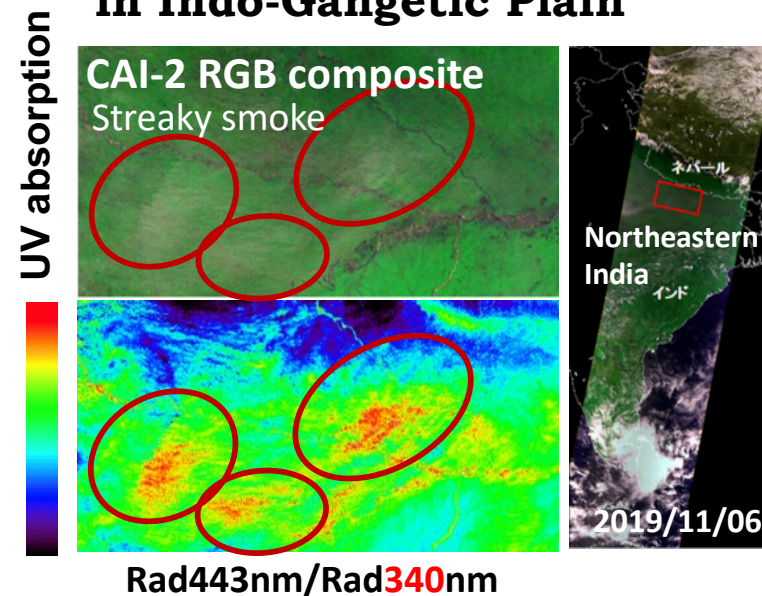 in Indo-Gangetic Plain
UV absorption
CAI-2 RGB composite
Streaky smoke
ネパール
Northeastern
India
インド
2019/11/06
Rad443nm/Rad340nm